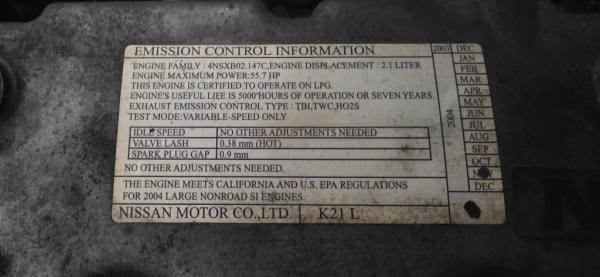 EMISSION CONTROL INFORMATION
ENGINE FAMILY : 4NSXB02.147C,ENGINE DISPLACEMENT : 2.1 LITER
ENGINE MAXIMUM POWER:55.7 HP
THIS ENGINE IS CERTIFIED TO OPERATE ON LPG.
ENGINE'S USEFUL LIFE IS 5000 HOURS OF OPERATION OR SEVEN YEARS.
EXHAUST EMISSION CONTROL TYPE : TBI,TWC,HO2S
TEST MODE:VARIABLE-SPEED ONLY
IDLE SPEED NO OTHER ADJUSTMENTS NEEDED
VALVE LASH 0.38 mm (HOT)
SPARK PLUG GAP 0.9 mm
NO OTHER ADJUSTMENTS NEEDED.
THE ENGINE MEETS CALIFORNIA AND U.S. EPA REGULATIONS
FOR 2004 LARGE NONROAD SI ENGINES.
NISSAN MOTOR CO.,LTD. K21 L
2003 DEC
2004
JAN
FEB
MAR
APR
MAY
JUN
JUL
AUG
SEP
OCT
NOV
DEC